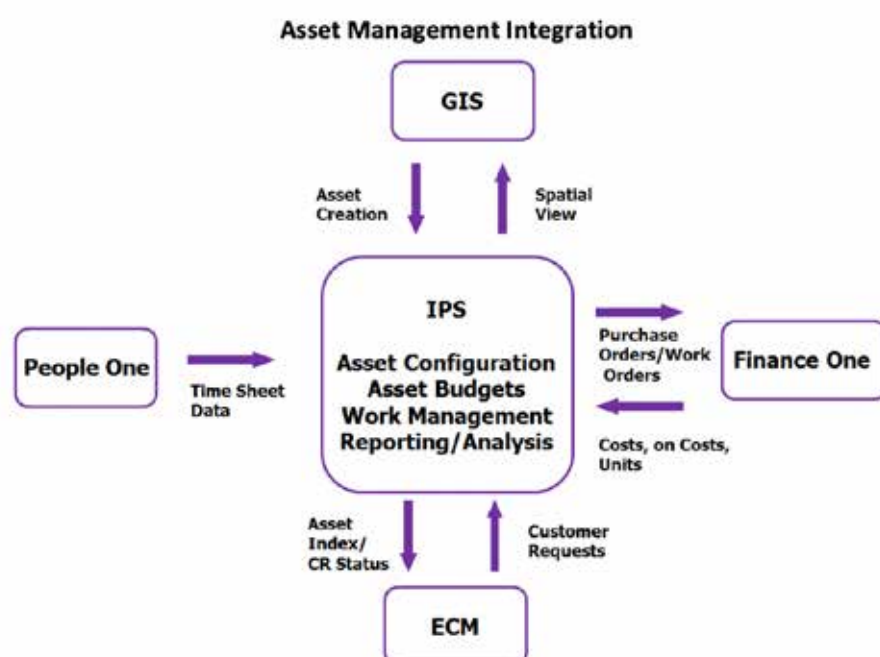 Asset Management Integration
GIS
Asset
Creation
Spatial
View
IPS
Asset Configuration
Asset Budgets
Work Management
Reporting/Analysis
People One
Time Sheet
Data
Purchase
Orders/Work
Orders
Finance One
Costs, on Costs,
Units
Asset
Index/
CR Status
Customer
Requests
ECM